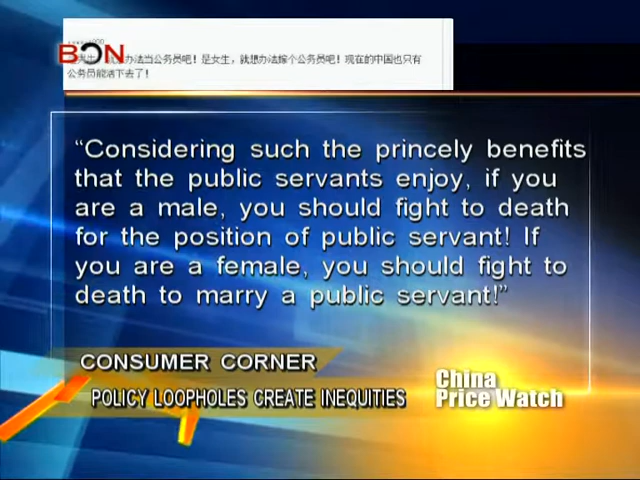 BON
办法当公务员吧！是女生，就想办法嫁个公务员吧！现在的中国也只有
公务员能活下去了！
“Considering such the princely benefits
that the public servants enjoy, if you
are a male, you should fight to death
for the position of public servant! If
you are a female, you should fight to
death to marry a public servant!”
CONSUMER CORNER
POLICY LOOPHOLES CREATE INEQUITIES
China
Price Watch